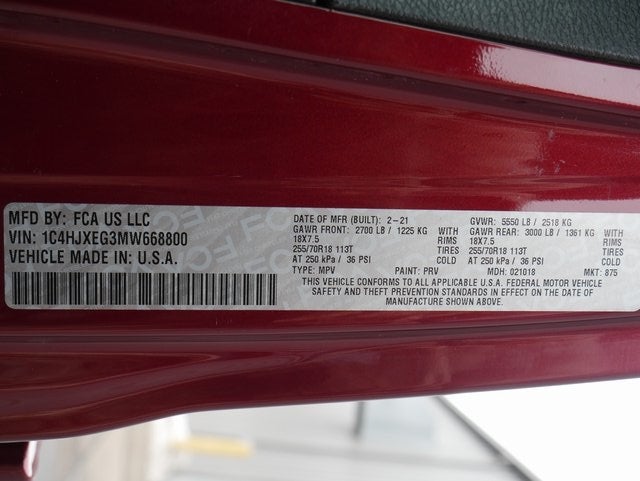 MFD BY: FCA US LLC
VIN: 1C4HJXEG3MW668800
VEHICLE MADE IN: U.S.A.
DATE OF MFR (BUILT): 2-21 GVWR: 5550 LB / 2518 KG
GAWR FRONT: 2700 LB / 1225 KG WITH GAWR REAR: 3000 LB / 1361 KG WITH
18X7.5 RIMS 18X7.5 RIMS
255/70R18 113T TIRES 255/70R18 113T TIRES
AT 250 kPa / 36 PSI COLD AT 250 kPa / 36 PSI COLD
TYPE: MPV PAINT: PRV MDH: 021018 MKT: 875
THIS VEHICLE CONFORMS TO ALL APPLICABLE U.S.A. FEDERAL MOTOR VEHICLE
SAFETY AND THEFT PREVENTION STANDARDS IN EFFECT ON THE DATE OF
MANUFACTURE SHOWN ABOVE.